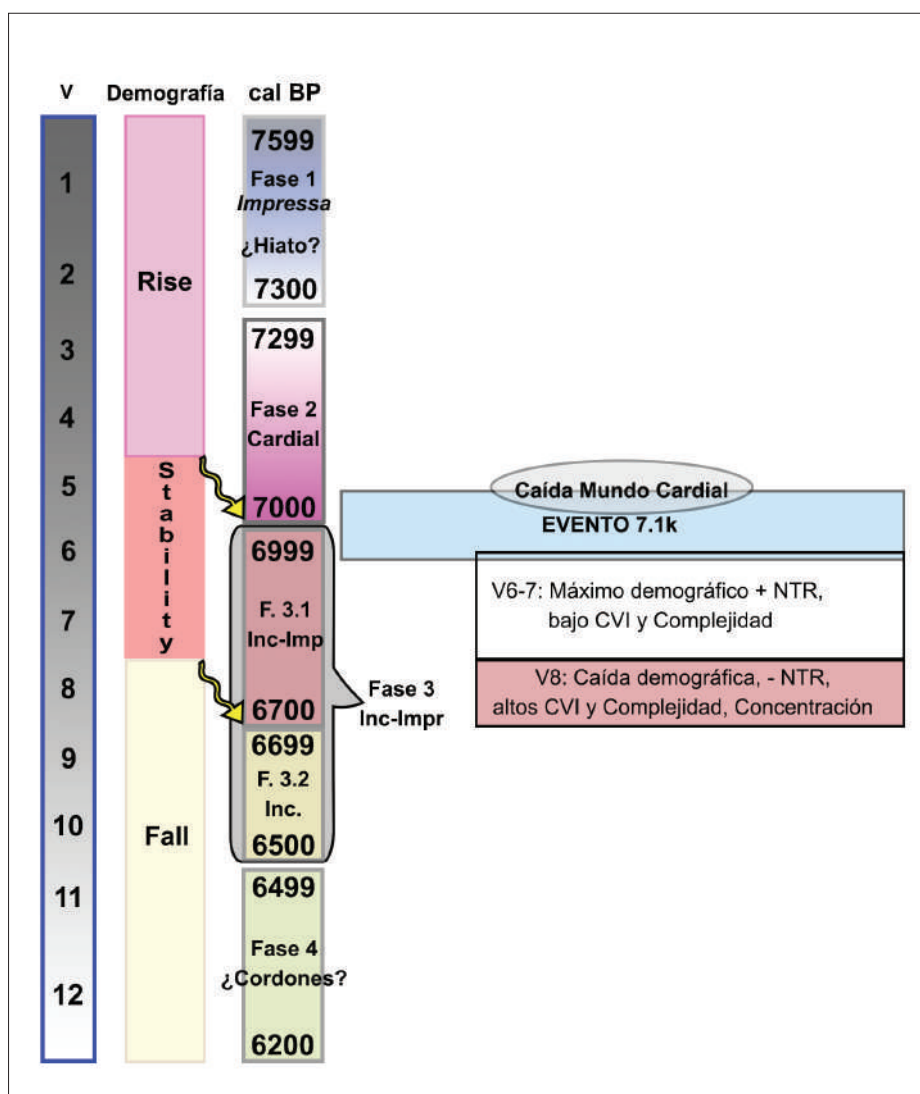 V Demografía cal BP
1
2
3
4
5
6
7
8
9
10
11
12
Rise
Stability
Fall
7599
Fase 1
Impressa
¿Hiato?
7300
7299
Fase 2
Cardial
7000
6999
F. 3.1
Inc-Imp
6700
6699
F. 3.2
Inc.
6500
Fase 3
Inc-Impr
6499
Fase 4
¿Cordones?
6200
Caída Mundo Cardial
EVENTO 7.1k
V6-7: Máximo demográfico + NTR,
bajo CVI y Complejidad
V8: Caída demográfica, - NTR,
altos CVI y Complejidad, Concentración